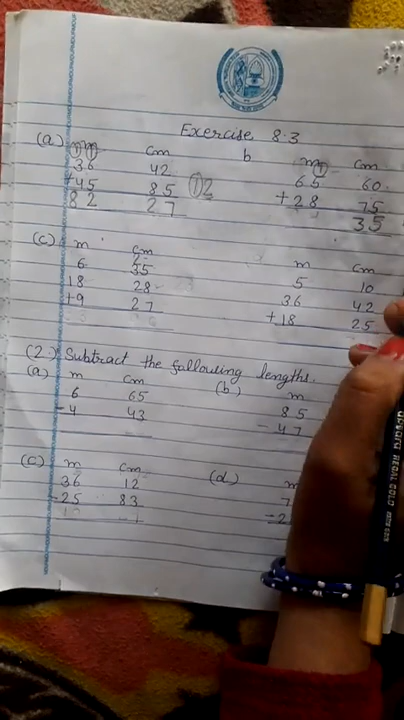 Exercise 8.3
(a) m cm b m cm
36 42 65 60
+45 85 ①2 +28 75
82 27 35
(c) m cm m cm
6 35 5 10
18 28 36 42
+9 27 +18 25
(2.) Subtract the following lengths.
(a) m cm (b) m
6 65 85
-4 43 -47
(c) m cm (d) m
36 12 7
-25 83 -2